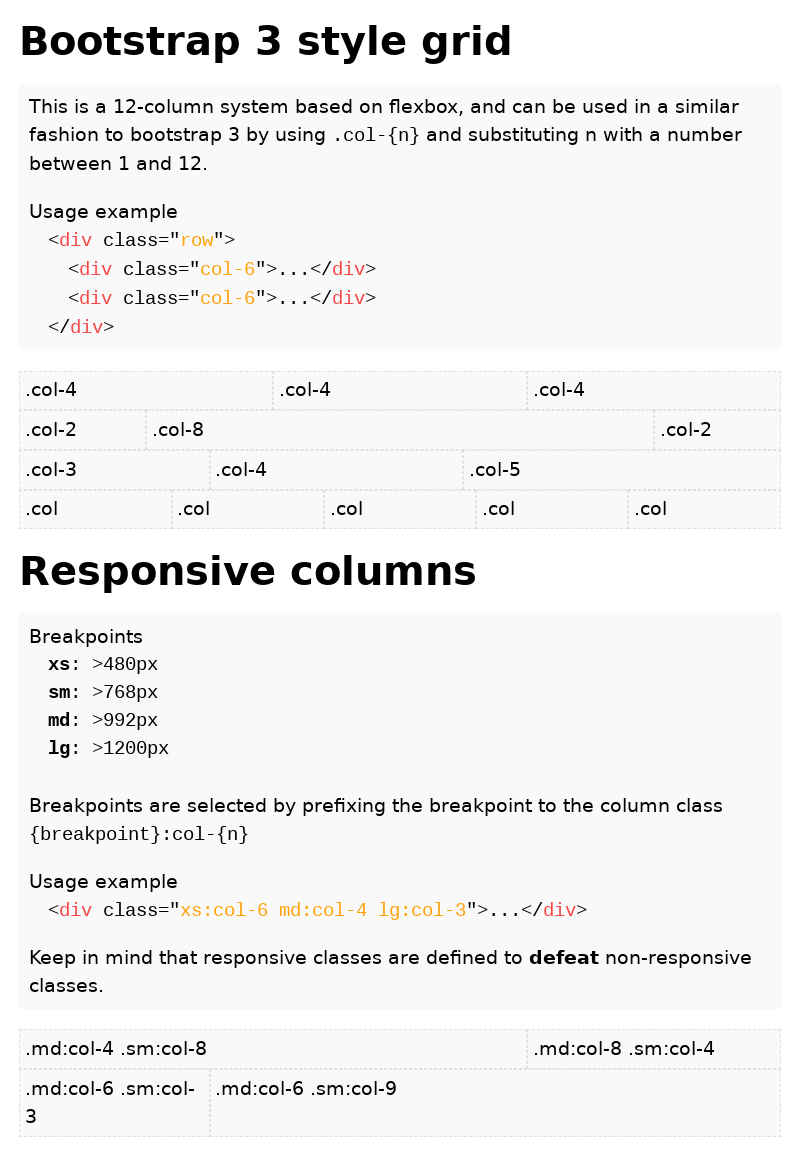 Bootstrap 3 style grid
This is a 12-column system based on flexbox, and can be used in a similar
fashion to bootstrap 3 by using .col-{n} and substituting n with a number
between 1 and 12.
Usage example
<div class="row">
<div class="col-6">...</div>
<div class="col-6">...</div>
</div>
.col-4 .col-4 .col-4
.col-2 .col-8 .col-2
.col-3 .col-4 .col-5
.col .col .col .col .col
Responsive columns
Breakpoints
xs: >480px
sm: >768px
md: >992px
lg: >1200px
Breakpoints are selected by prefixing the breakpoint to the column class
{breakpoint}:col-{n}
Usage example
<div class="xs:col-6 md:col-4 lg:col-3">...</div>
Keep in mind that responsive classes are defined to defeat non-responsive
classes.
.md:col-4 .sm:col-8 .md:col-8 .sm:col-4
.md:col-6 .sm:col-
3
.md:col-6 .sm:col-9